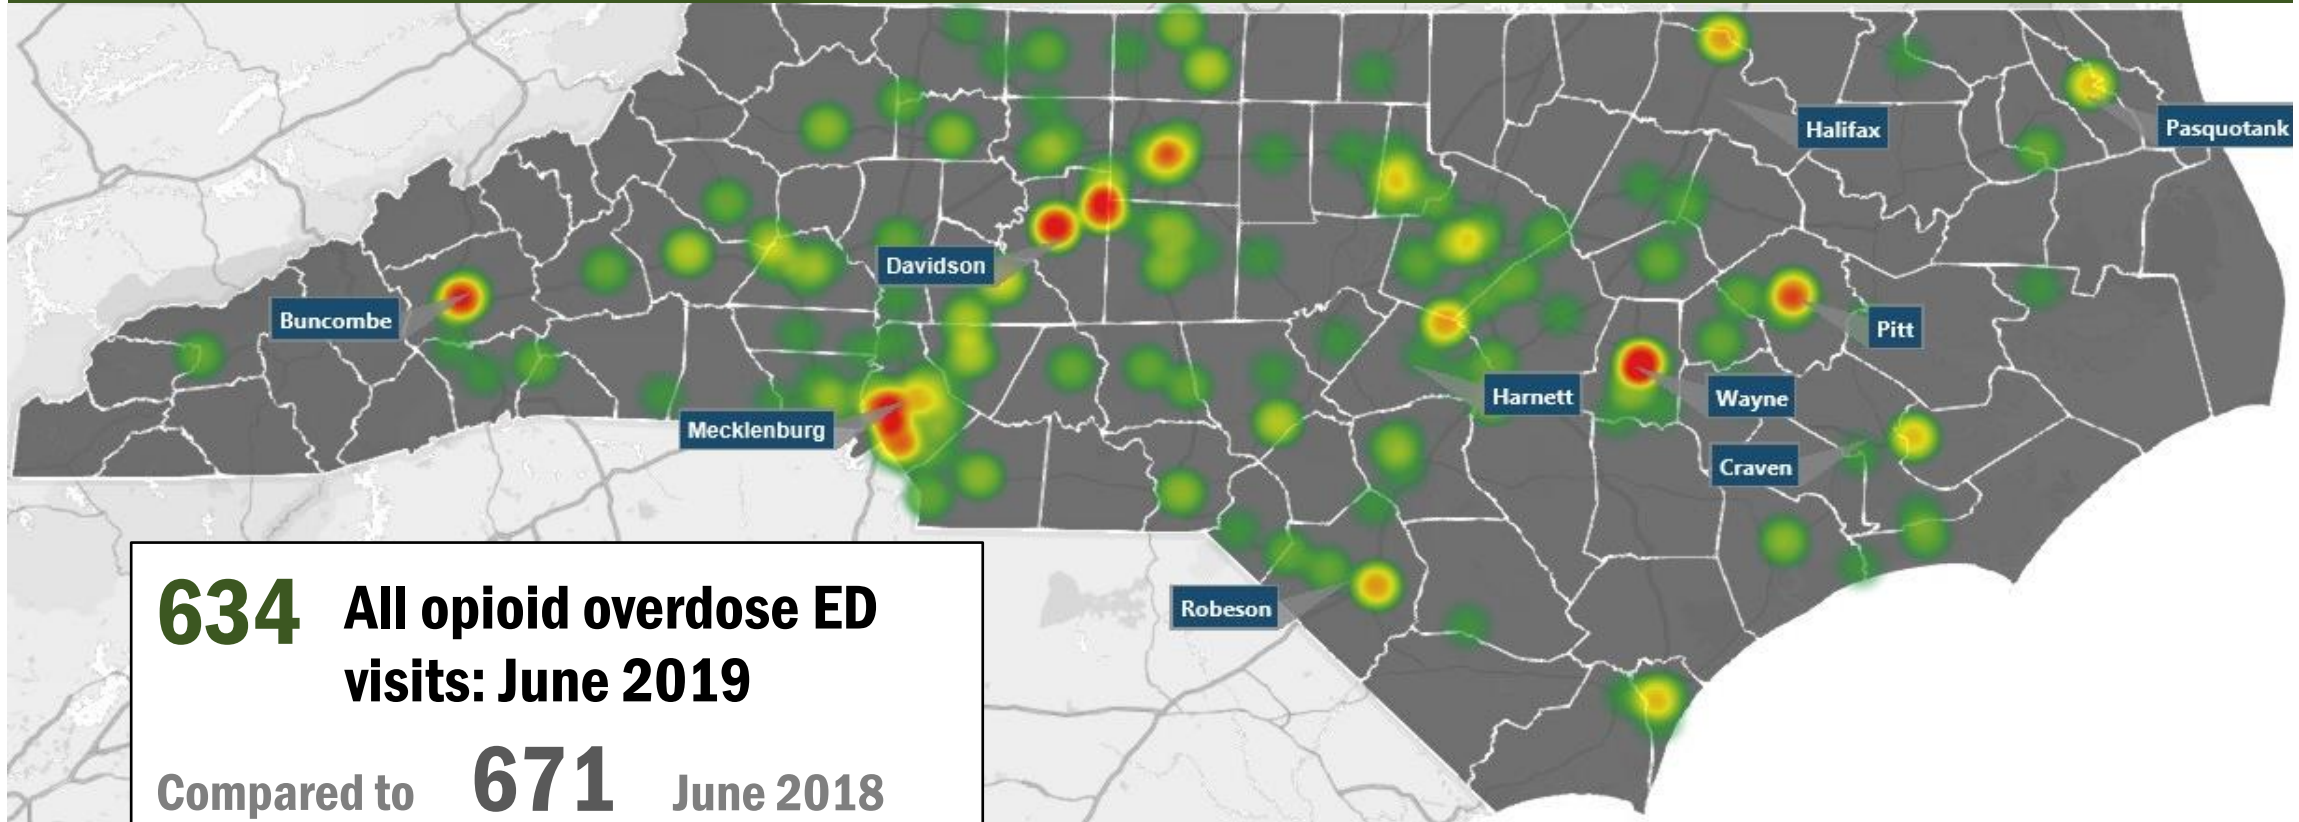 Halifax
Pasquotank
Davidson
Buncombe
Pitt
Harnett
Wayne
Mecklenburg
Craven
Robeson
634 All opioid overdose ED
visits: June 2019
Compared to 671 June 2018